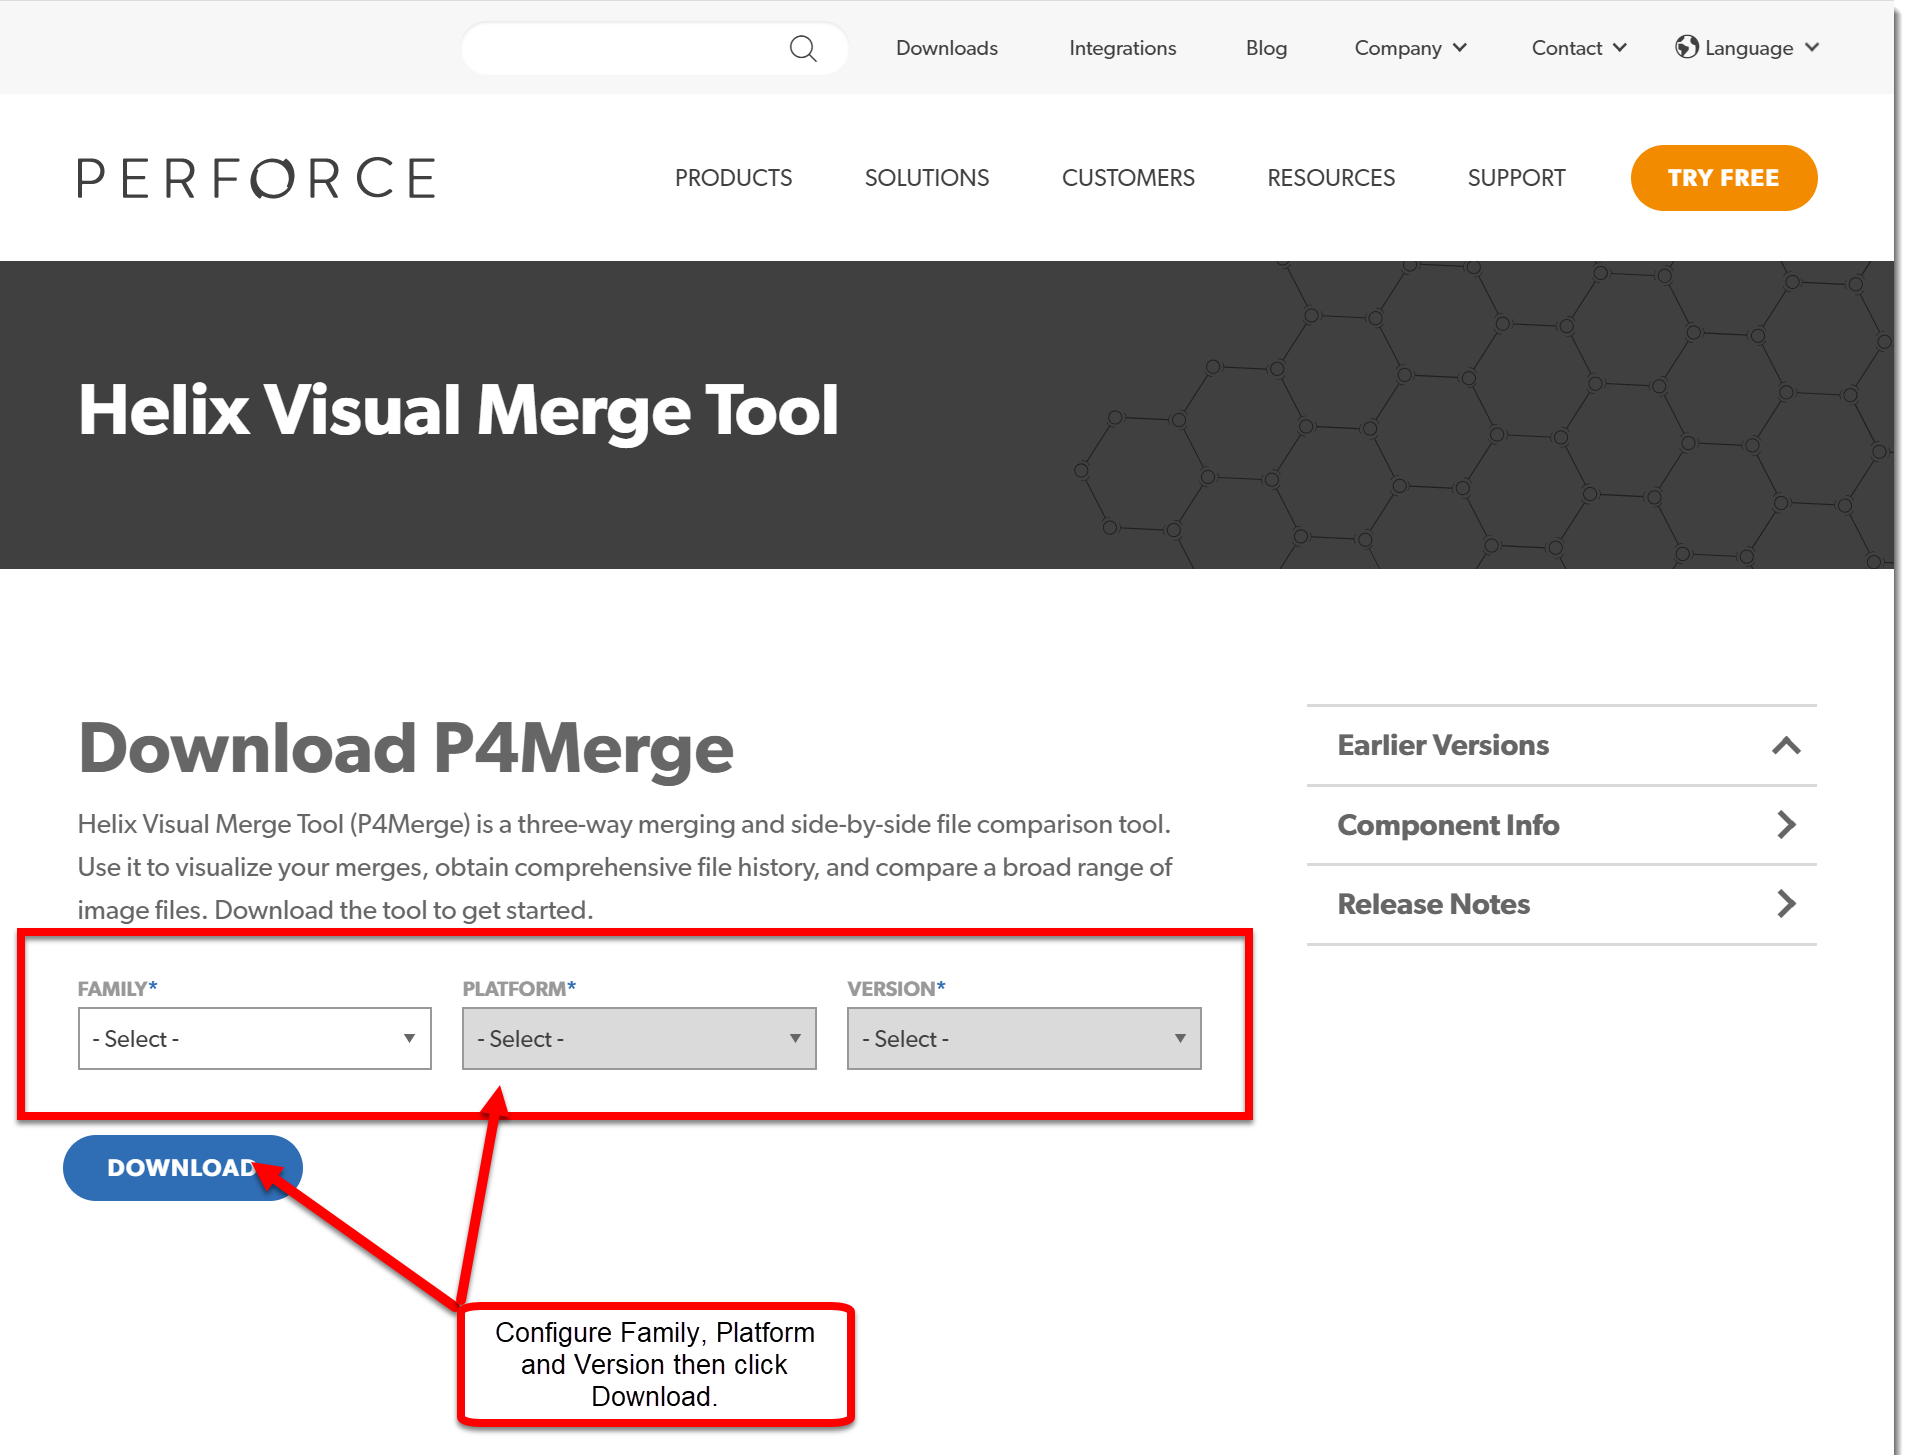 Downloads Integrations Blog Company Contact Language
PERFORCE PRODUCTS SOLUTIONS CUSTOMERS RESOURCES SUPPORT TRY FREE
Helix Visual Merge Tool
Download P4Merge
Helix Visual Merge Tool (P4Merge) is a three-way merging and side-by-side file comparison tool.
Use it to visualize your merges, obtain comprehensive file history, and compare a broad range of
image files. Download the tool to get started.
Earlier Versions
Component Info
Release Notes
FAMILY* PLATFORM* VERSION*
- Select - - Select - - Select -
DOWNLOAD
Configure Family, Platform
and Version then click
Download.